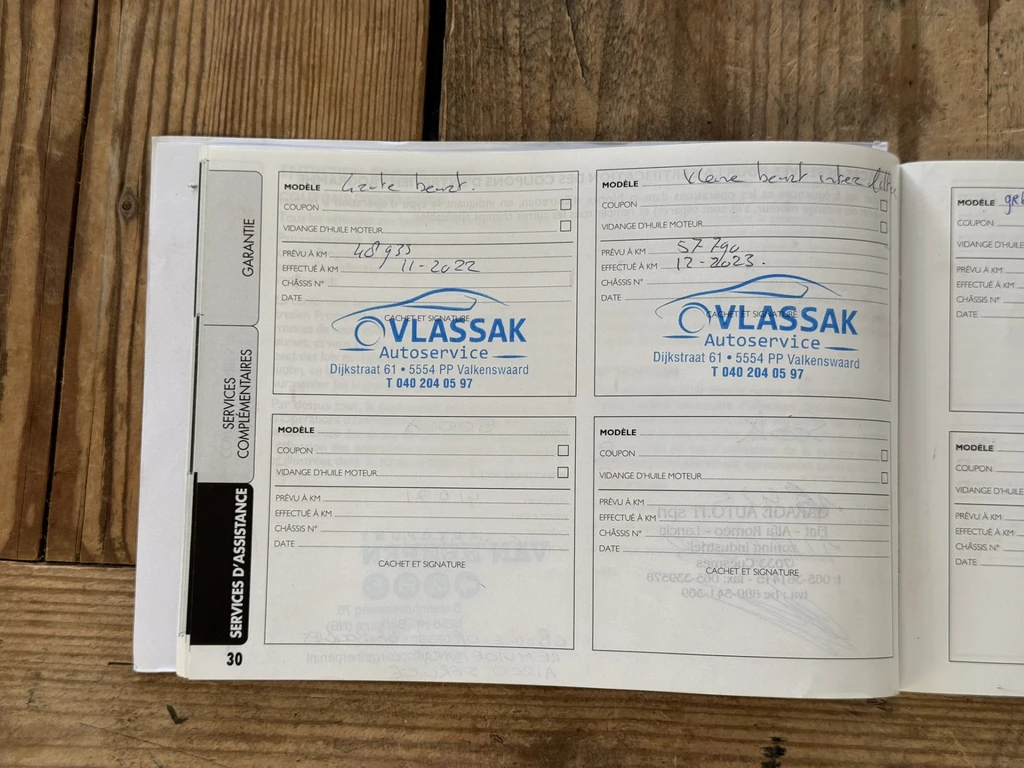 GARANTIE
SERVICES
COMPLÉMENTAIRES
SERVICES D'ASSISTANCE
30
MODÈLE Grote beurt.
COUPON
VIDANGE D'HUILE MOTEUR
PRÉVU À KM 48935
EFFECTUÉ À KM 11-2022
CHÂSSIS N°
DATE
CACHET ET SIGNATURE
VLASSAK
Autoservice
Dijkstraat 61 • 5554 PP Valkenswaard
T 040 204 05 97
MODÈLE Kleine beurt
COUPON
VIDANGE D'HUILE MOTEUR
PRÉVU À KM 57790
EFFECTUÉ À KM 12-2023.
CHÂSSIS N°
DATE
CACHET ET SIGNATURE
VLASSAK
Autoservice
Dijkstraat 61 • 5554 PP Valkenswaard
T 040 204 05 97
MODÈLE
COUPON
VIDANGE D'HUILE MOTEUR
PRÉVU À KM
EFFECTUÉ À KM
CHÂSSIS N°
DATE
CACHET ET SIGNATURE
MODÈLE
COUPON
VIDANGE D'HUILE MOTEUR
PRÉVU À KM
EFFECTUÉ À KM
CHÂSSIS N°
DATE
CACHET ET SIGNATURE
MODÈLE
COUPON
VIDANGE D'HUILE
PRÉVU À KM
EFFECTUÉ À KM
CHÂSSIS N°
DATE
MODÈLE
COUPON
VIDANGE D'HUILE
PRÉVU À KM
EFFECTUÉ À KM
CHÂSSIS N°
DATE